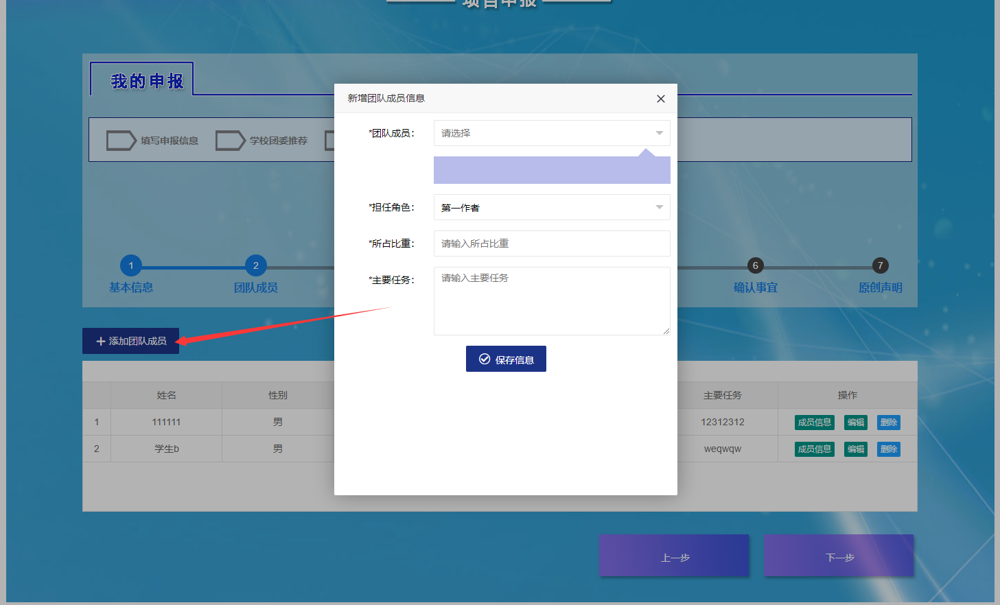 项目申报
我的申报
填写申报信息
学校团委推荐
新增团队成员信息
*团队成员：
请选择
*担任角色：
第一作者
*所占比重：
请输入所占比重
*主要任务：
请输入主要任务
保存信息
1
2
6
7
基本信息
团队成员
确认事宜
原创声明
添加团队成员
姓名
性别
主要任务
操作
1
111111
男
12312312
成员信息
编辑
删除
2
学生b
男
weqwqw
成员信息
编辑
删除
上一步
下一步